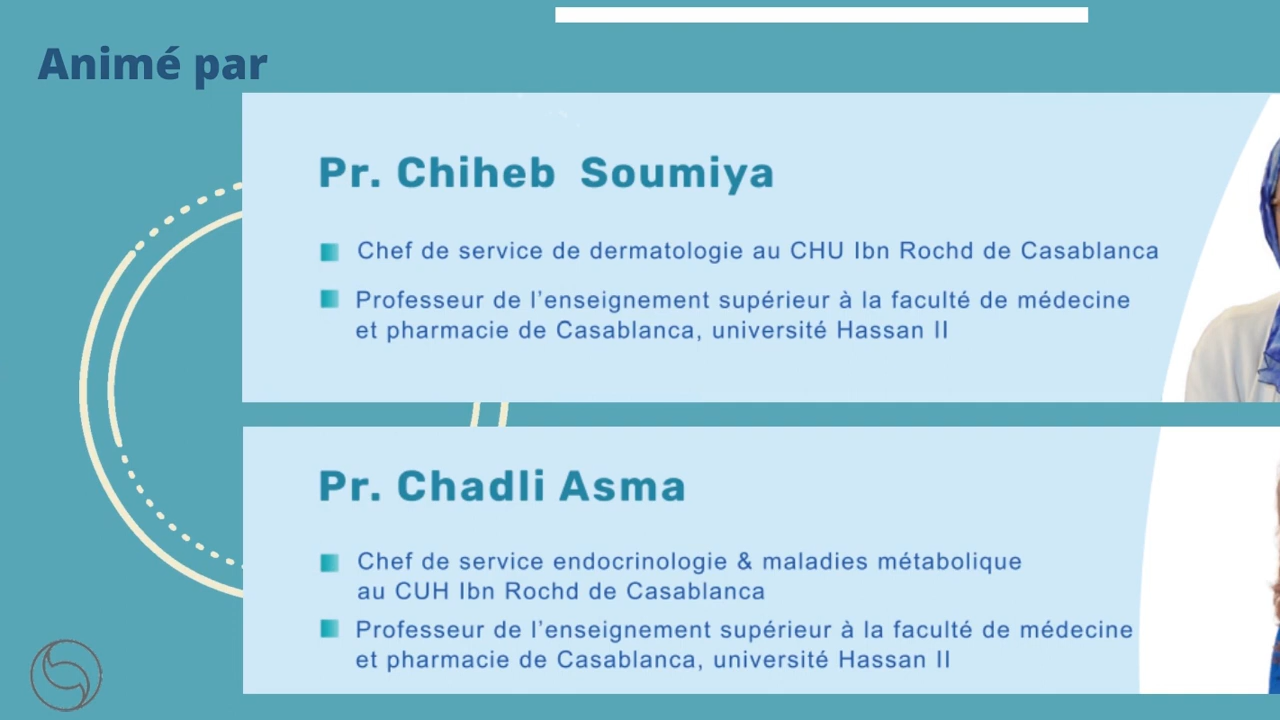 Animé par
Pr. Chiheb Soumiya
Chef de service de dermatologie au CHU Ibn Rochd de Casablanca
Professeur de l'enseignement supérieur à la faculté de médecine
et pharmacie de Casablanca, université Hassan II
Pr. Chadli Asma
Chef de service endocrinologie & maladies métabolique
au CUH Ibn Rochd de Casablanca
Professeur de l'enseignement supérieur à la faculté de médecine
et pharmacie de Casablanca, université Hassan II